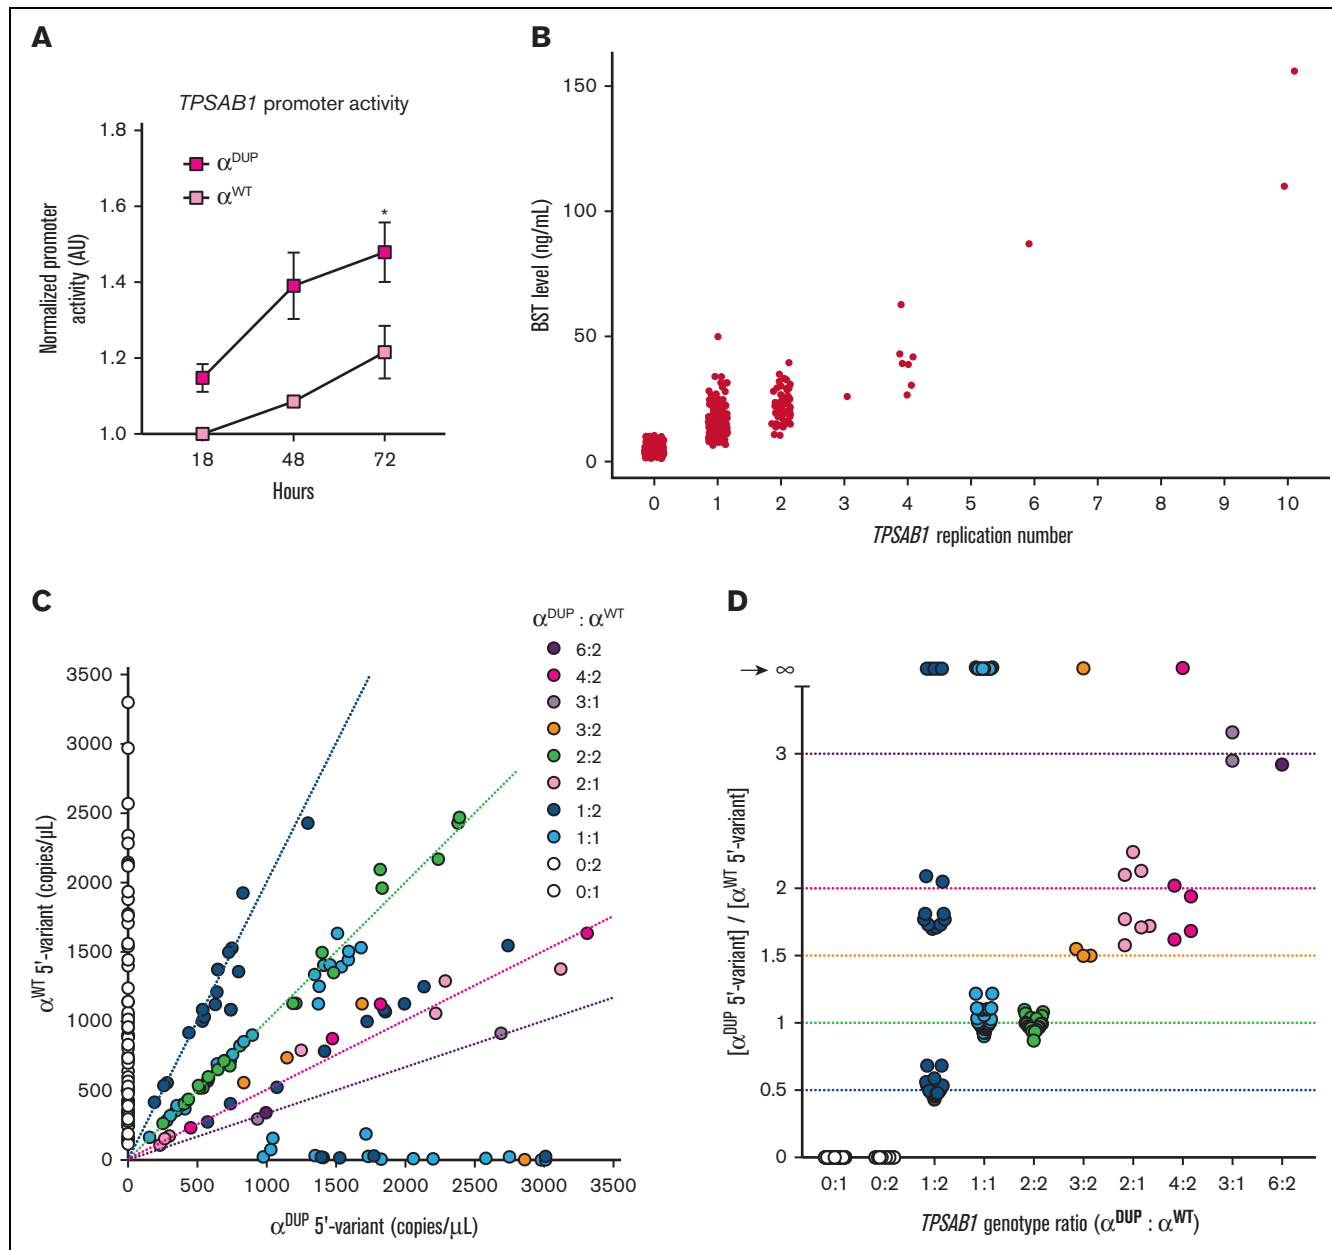 A
TPSAB1 promoter activity
1.8
1.6
1.4
1.2
1.0
αDUP
αWT
*
18 48 72
Hours
Normalized promoter
activity (AU)
B
150
100
50
0
BST level (ng/mL)
0 1 2 3 4 5 6 7 8 9 10
TPSAB1 replication number
C
αDUP : αWT
6:2
4:2
3:1
3:2
2:2
2:1
1:2
1:1
0:2
0:1
3500
3000
2500
2000
1500
1000
500
0
αWT 5'-variant (copies/μL)
0 500 1000 1500 2000 2500 3000 3500
αDUP 5'-variant (copies/μL)
D
→ ∞
3
2
1.5
1
0.5
0
[αDUP 5'-variant] / [αWT 5'-variant]
0:1 0:2 1:2 1:1 2:2 3:2 2:1 4:2 3:1 6:2
TPSAB1 genotype ratio (αDUP : αWT)